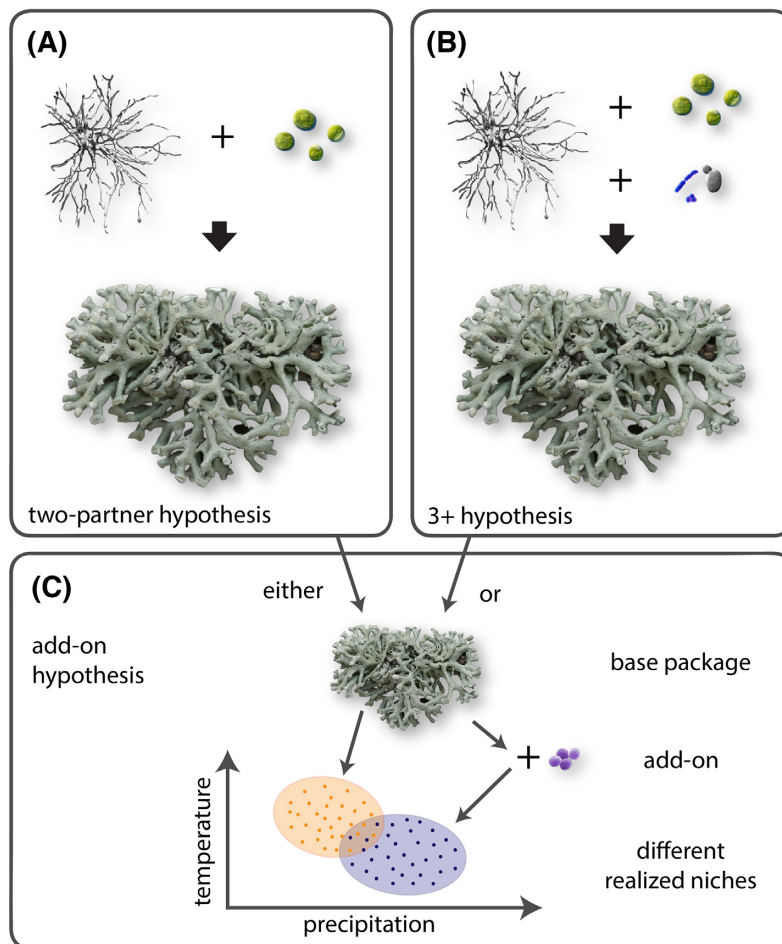 (A)
+
two-partner hypothesis
(B)
+
+
3+ hypothesis
(C)
either
or
add-on
hypothesis
base package
+
add-on
temperature
different
realized niches
precipitation